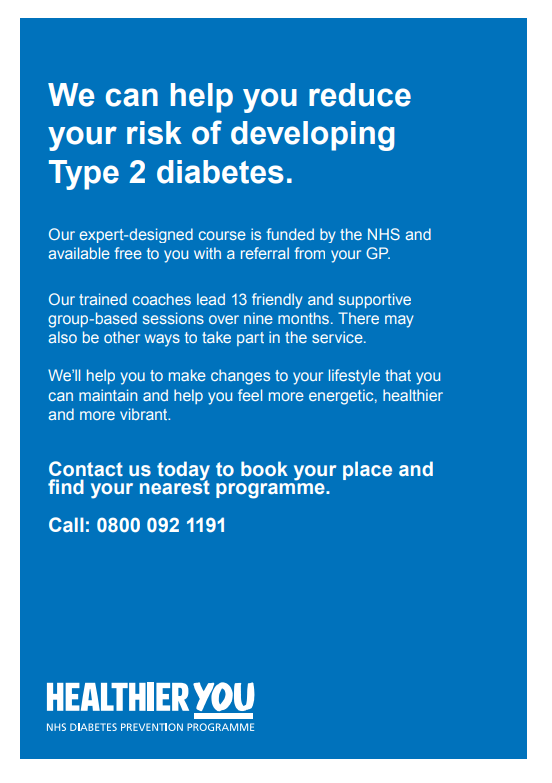 We can help you reduce
your risk of developing
Type 2 diabetes.
Our expert-designed course is funded by the NHS and
available free to you with a referral from your GP.
Our trained coaches lead 13 friendly and supportive
group-based sessions over nine months. There may
also be other ways to take part in the service.
We’ll help you to make changes to your lifestyle that you
can maintain and help you feel more energetic, healthier
and more vibrant.
Contact us today to book your place and
find your nearest programme.
Call: 0800 092 1191
HEALTHIER YOU
NHS DIABETES PREVENTION PROGRAMME